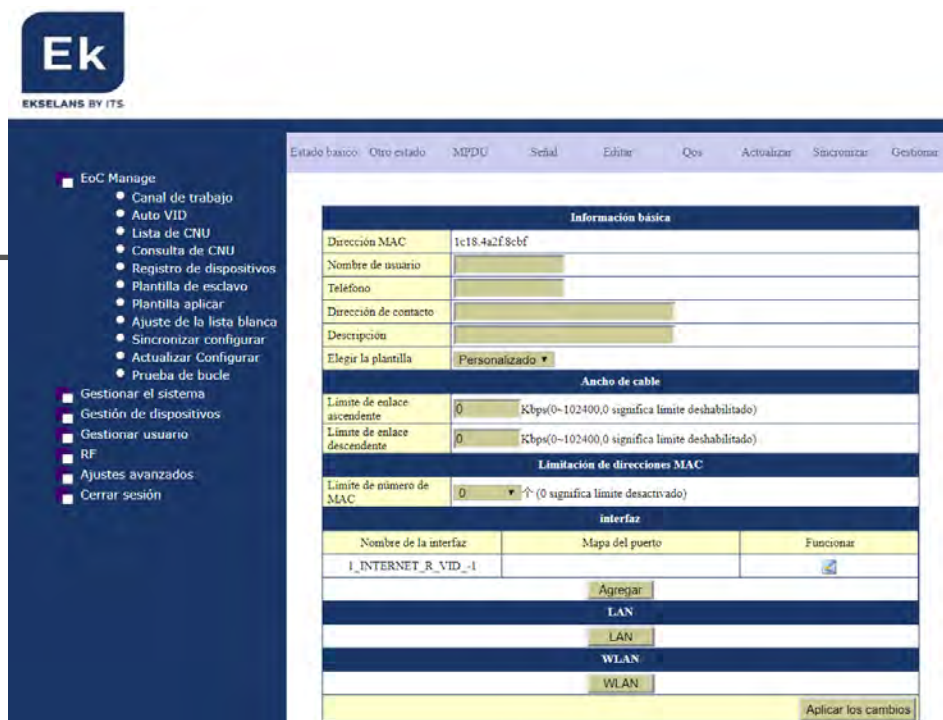 Ek
EKSELANS BY ITS
Estado basico Otro estado MPDU Señal Editar Qos Actualizar Sincronizar Gestionar
EoC Manage
Canal de trabajo
Auto VID
Lista de CNU
Consulta de CNU
Registro de dispositivos
Plantilla de esclavo
Plantilla aplicar
Ajuste de la lista blanca
Sincronizar configurar
Actualizar Configurar
Prueba de bucle
Gestionar el sistema
Gestión de dispositivos
Gestionar usuario
RF
Ajustes avanzados
Cerrar sesión
Información básica
Dirección MAC 1c18.4a2f.8cbf
Nombre de usuario
Teléfono
Dirección de contacto
Descripción
Elegir la plantilla Personalizado
Ancho de cable
Limite de enlace
ascendente
0 Kbps(0~102400,0 significa limite deshabilitado)
Limite de enlace
descendente
0 Kbps(0~102400,0 significa limite deshabilitado)
Limitación de direcciones MAC
Limite de número de
MAC
0 个 (0 significa limite desactivado)
interfaz
Nombre de la interfaz Mapa del puerto Funcionar
1_INTERNET_R_VID_-1
Agregar
LAN
LAN
WLAN
WLAN
Aplicar los cambios